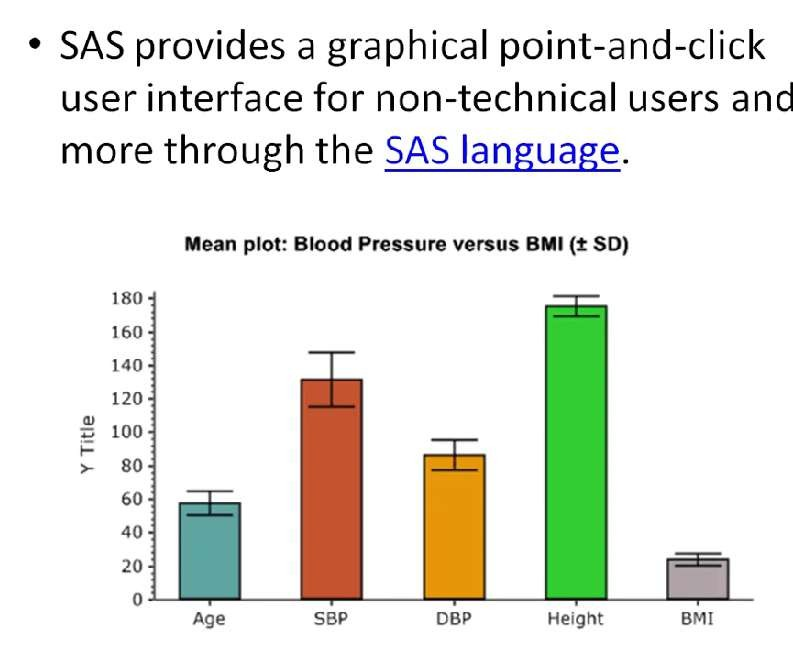 • SAS provides a graphical point-and-click
user interface for non-technical users and
more through the SAS language.
Mean plot: Blood Pressure versus BMI (± SD)
180
160
140
120
100
80
60
40
20
0
Y Title
Age SBP DBP Height BMI